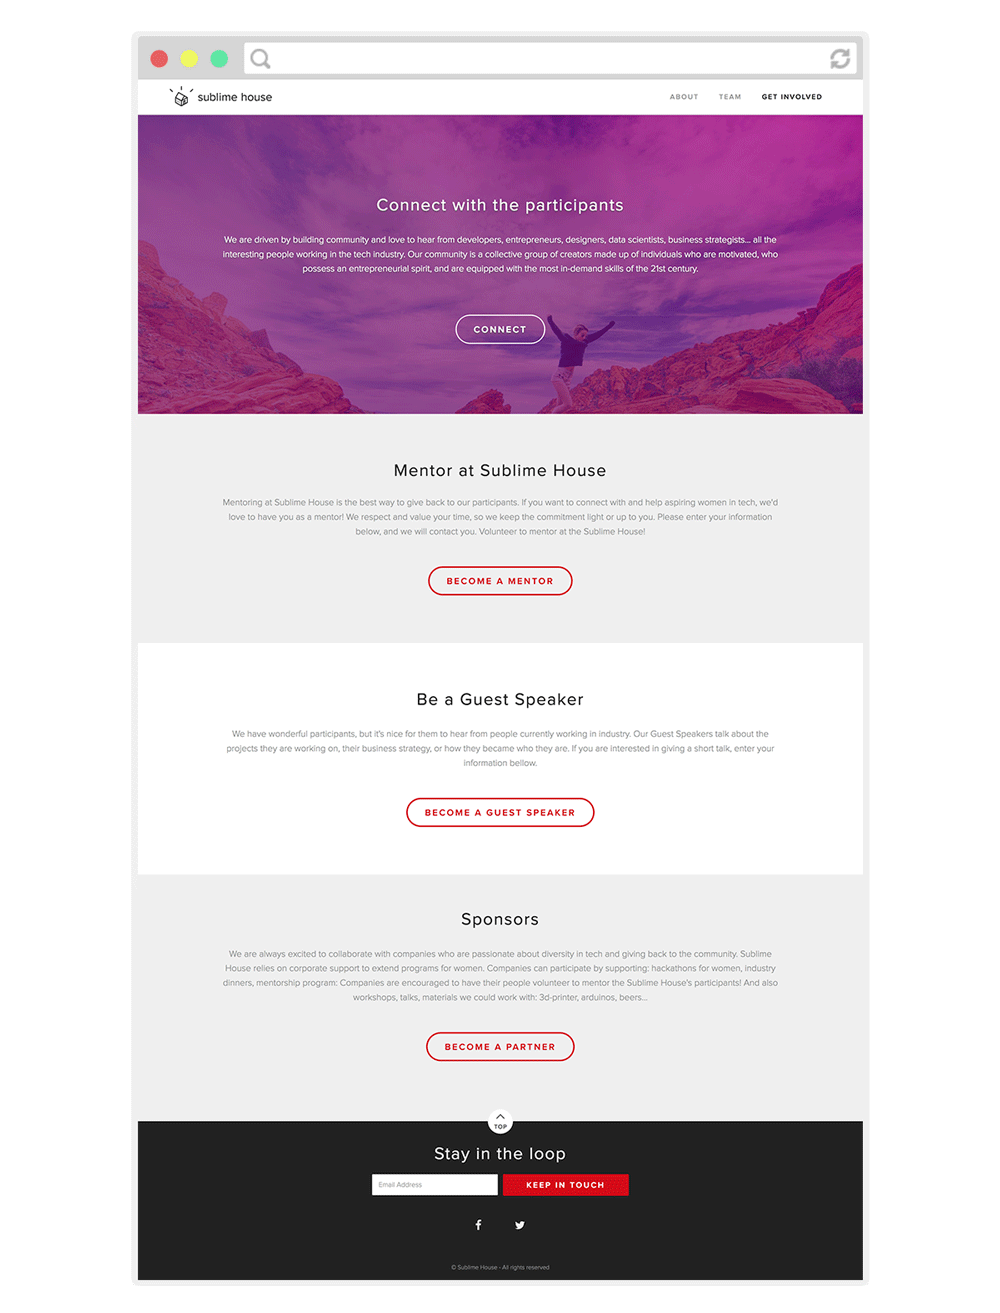 sublime house
ABOUT TEAM GET INVOLVED
Connect with the participants
We are driven by building community and love to hear from developers, entrepreneurs, designers, data scientists, business strategists... all the
interesting people working in the tech industry. Our community is a collective group of creators made up of individuals who are motivated, who
possess an entrepreneurial spirit, and are equipped with the most in-demand skills of the 21st century.
CONNECT
Mentor at Sublime House
Mentoring at Sublime House is the best way to give back to our participants. If you want to connect with and help aspiring women in tech, we'd
love to have you as a mentor! We respect and value your time, so we keep the commitment light or up to you. Please enter your information
below, and we will contact you. Volunteer to mentor at the Sublime House!
BECOME A MENTOR
Be a Guest Speaker
We have wonderful participants, but it's nice for them to hear from people currently working in industry. Our Guest Speakers talk about the
projects they are working on, their business strategy, or how they became who they are. If you are interested in giving a short talk, enter your
information bellow.
BECOME A GUEST SPEAKER
Sponsors
We are always excited to collaborate with companies who are passionate about diversity in tech and giving back to the community. Sublime
House relies on corporate support to extend programs for women. Companies can participate by supporting: hackathons for women, industry
dinners, mentorship program: Companies are encouraged to have their people volunteer to mentor the Sublime House's participants! And also
workshops, talks, materials we could work with: 3d-printer, arduinos, beers...
BECOME A PARTNER
TOP
Stay in the loop
Email Address
KEEP IN TOUCH
© Sublime House - All rights reserved